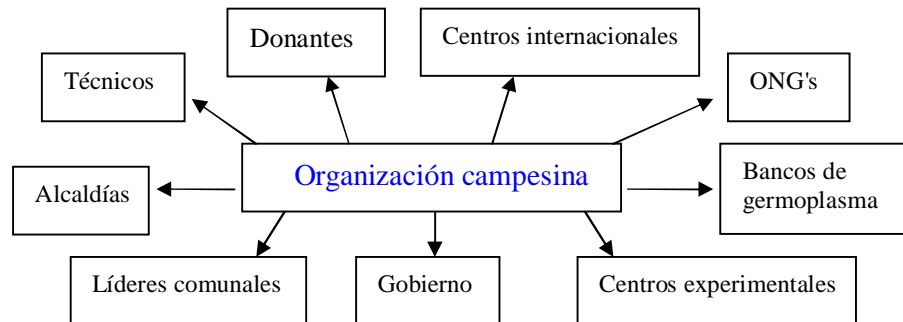 Donantes
Centros internacionales
Técnicos
ONG's
Organización campesina
Alcaldías
Bancos de
germoplasma
Líderes comunales
Gobierno
Centros experimentales